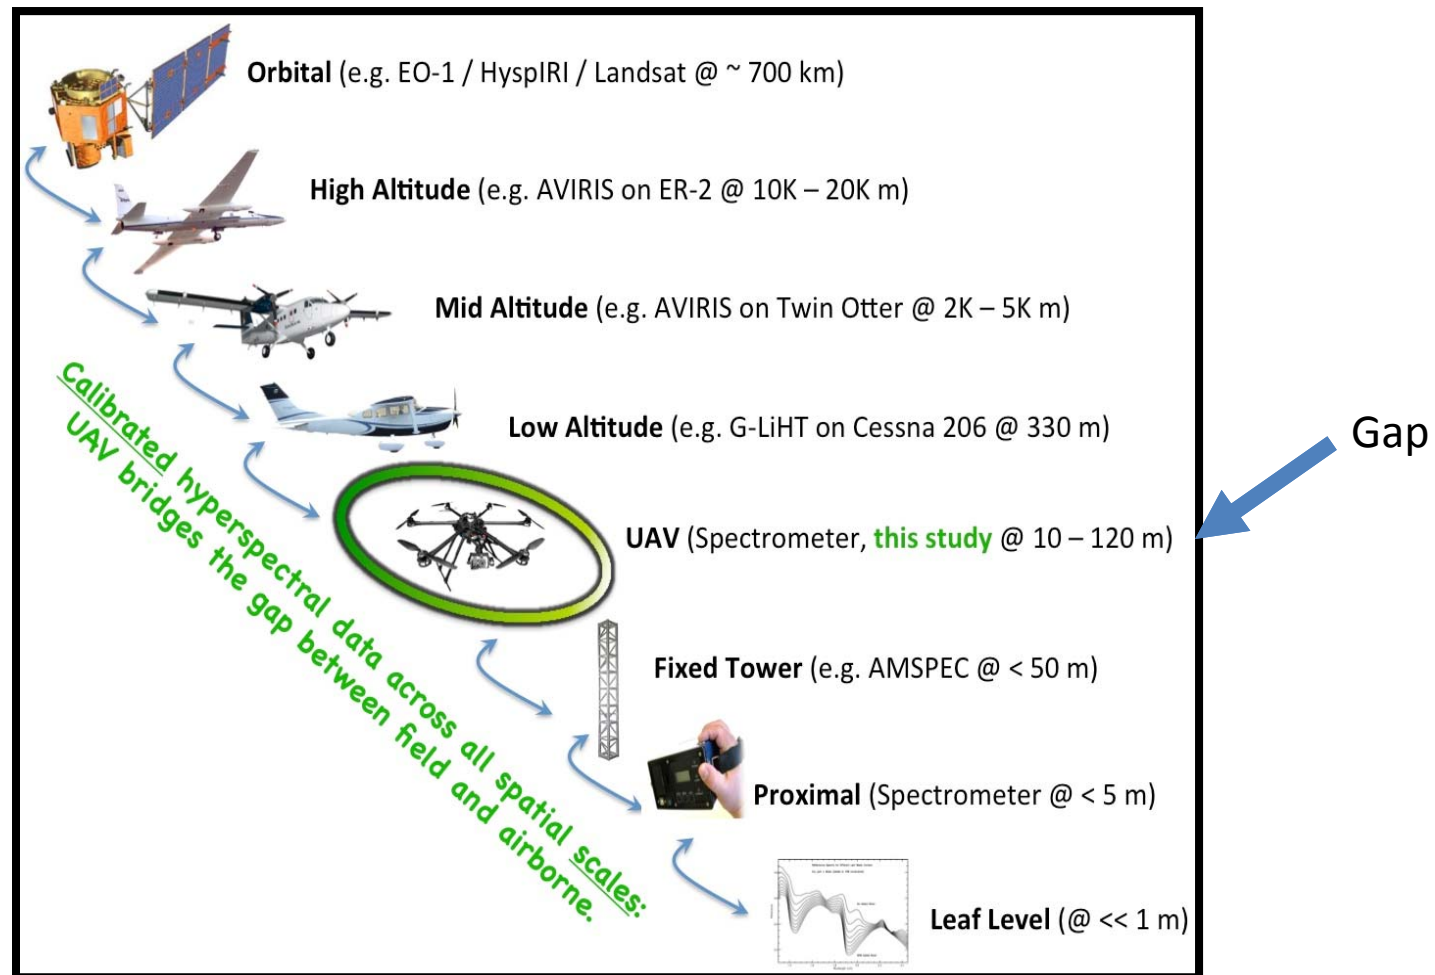 Orbital (e.g. EO-1 / HyspIRI / Landsat @ ~ 700 km)
High Altitude (e.g. AVIRIS on ER-2 @ 10K – 20K m)
Mid Altitude (e.g. AVIRIS on Twin Otter @ 2K – 5K m)
Low Altitude (e.g. G-LiHT on Cessna 206 @ 330 m)
Gap
UAV (Spectrometer, this study @ 10 – 120 m)
Calibrated hyperspectral data across all spatial scales:
UAV bridges the gap between field and airborne.
Fixed Tower (e.g. AMSPEC @ < 50 m)
Proximal (Spectrometer @ < 5 m)
Leaf Level (@ << 1 m)